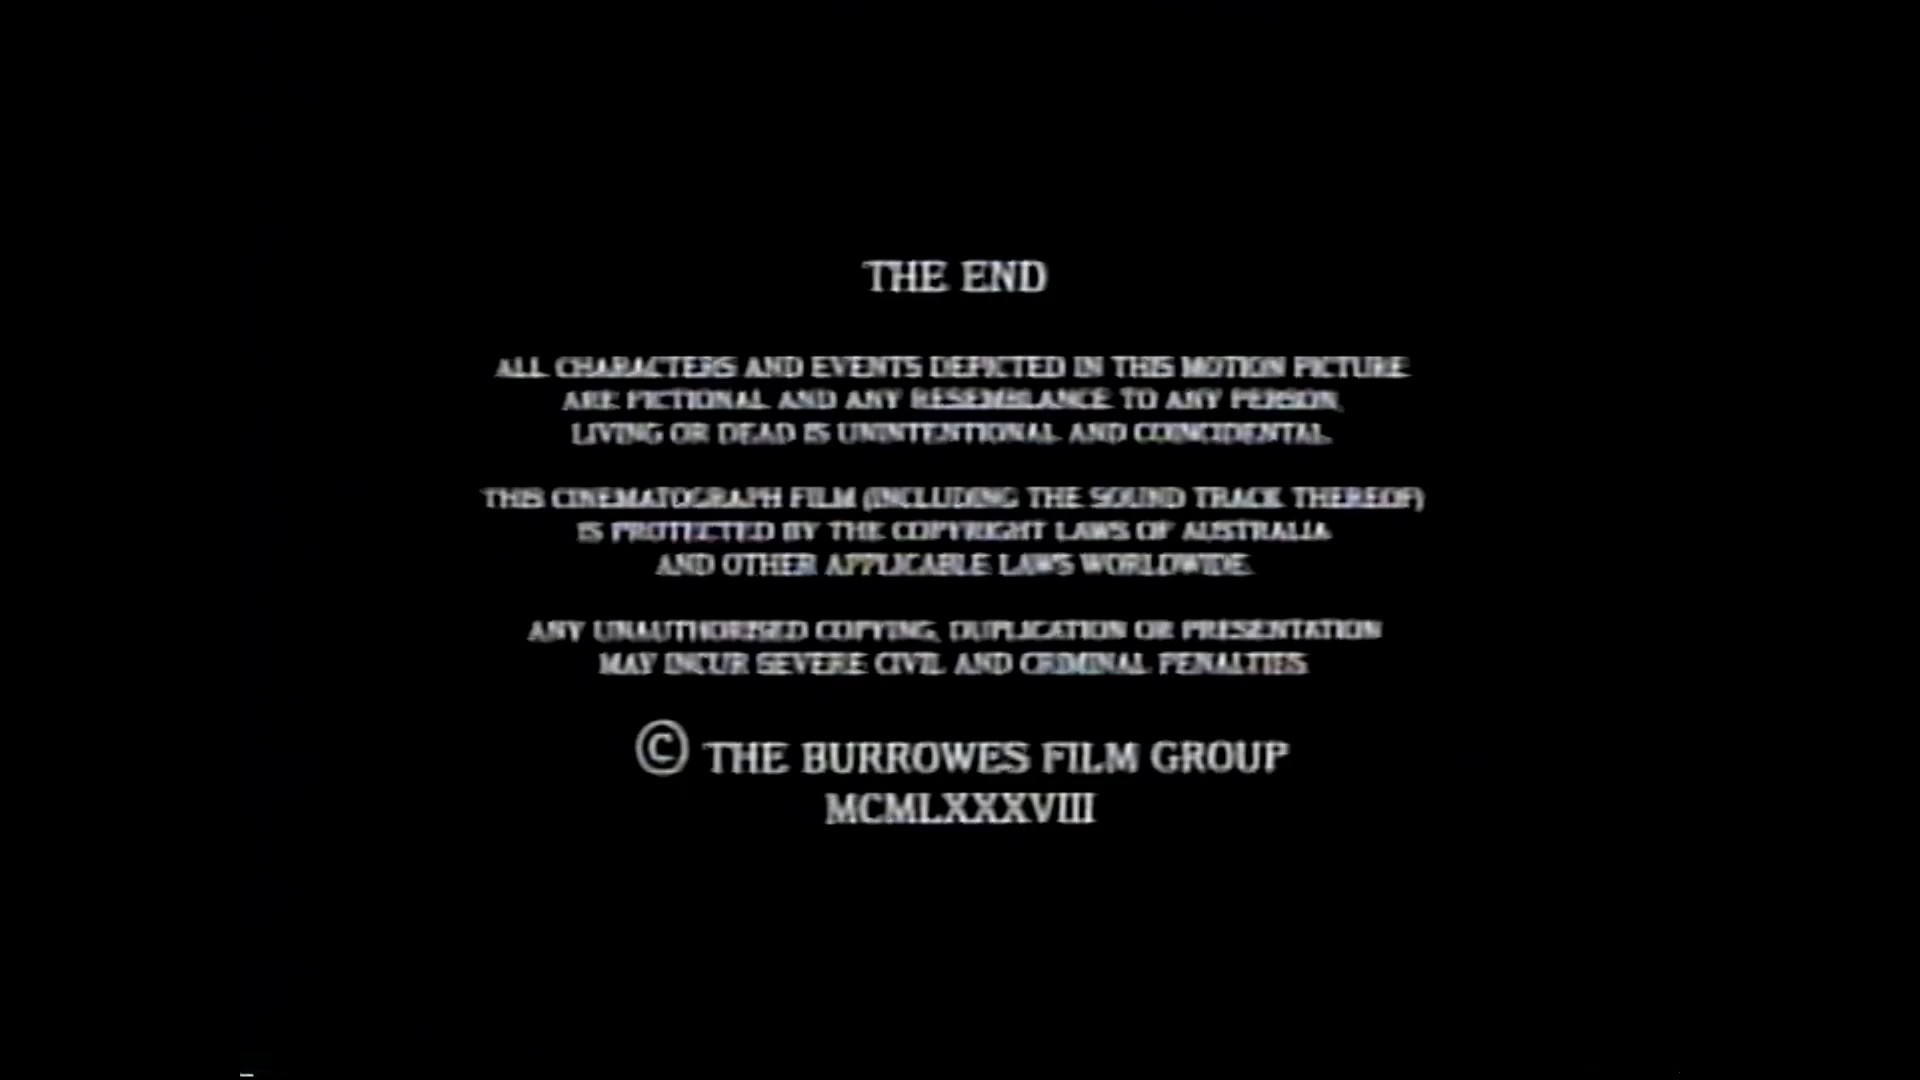 THE END
ALL CHARACTERS AND EVENTS DEPICTED IN THIS MOTION PICTURE
ARE FICTIONAL AND ANY RESEMBLANCE TO ANY PERSON,
LIVING OR DEAD IS UNINTENTIONAL AND COINCIDENTAL.
THIS CINEMATOGRAPH FILM (INCLUDING THE SOUND TRACK THEREOF)
IS PROTECTED BY THE COPYRIGHT LAWS OF AUSTRALIA
AND OTHER APPLICABLE LAWS WORLDWIDE.
ANY UNAUTHORISED COPYING, DUPLICATION OR PRESENTATION
MAY INCUR SEVERE CIVIL AND CRIMINAL PENALTIES
© THE BURROWES FILM GROUP
MCMLXXXVIII